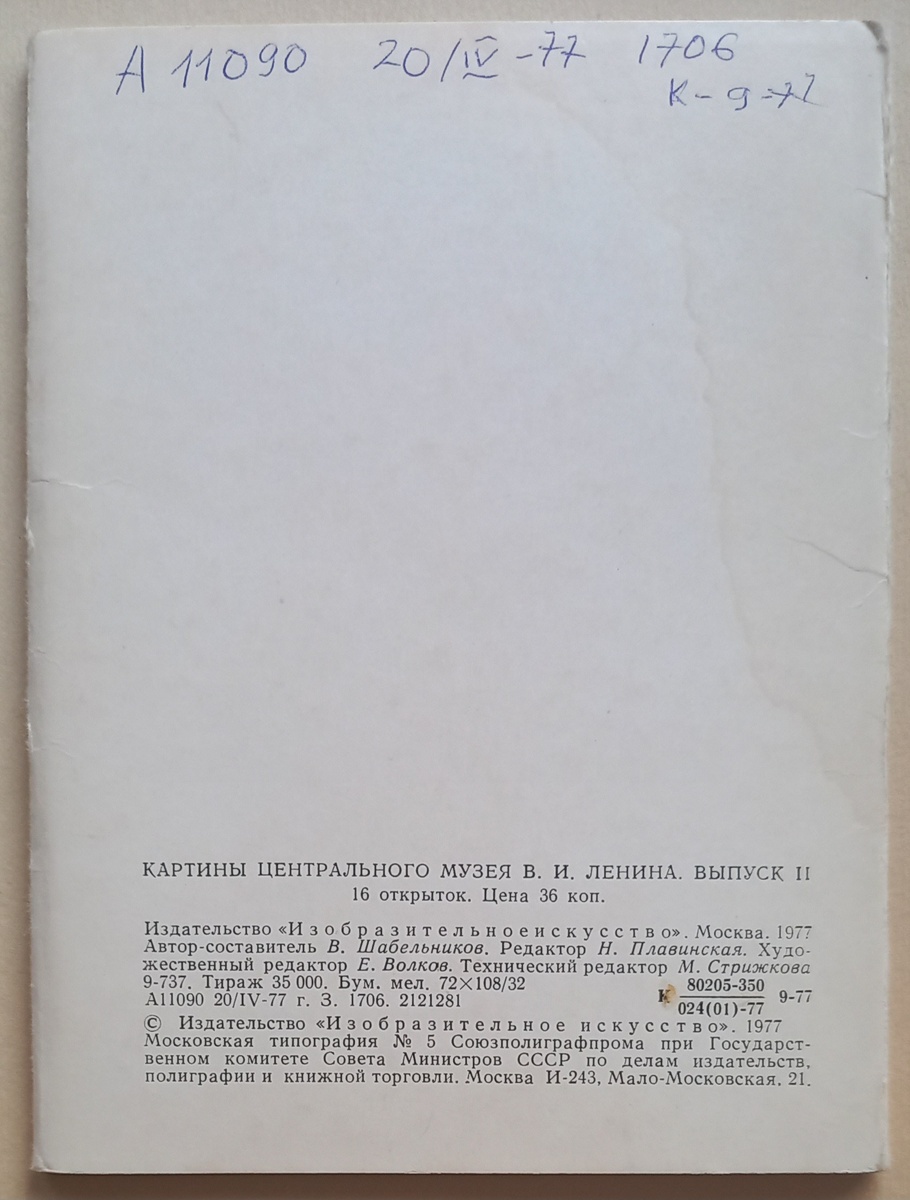 А 11090 20/IV-77 1706
К-9-77
КАРТИНЫ ЦЕНТРАЛЬНОГО МУЗЕЯ В. И. ЛЕНИНА. ВЫПУСК II
16 открыток. Цена 36 коп.
Издательство «Изобразительноеискусство». Москва. 1977
Автор-составитель В. Шабельников. Редактор Н. Плавинская. Худо-
жественный редактор Е. Волков. Технический редактор М. Стрижкова
9-737. Тираж 35 000. Бум. мел. 72×108/32
А11090 20/IV-77 г. З. 1706. 2121281
К 80205-350
024(01)-77 9-77
© Издательство «Изобразительное искусство». 1977
Московская типография № 5 Союзполиграфпрома при Государст-
венном комитете Совета Министров СССР по делам издательств,
полиграфии и книжной торговли. Москва И-243, Мало-Московская. 21.